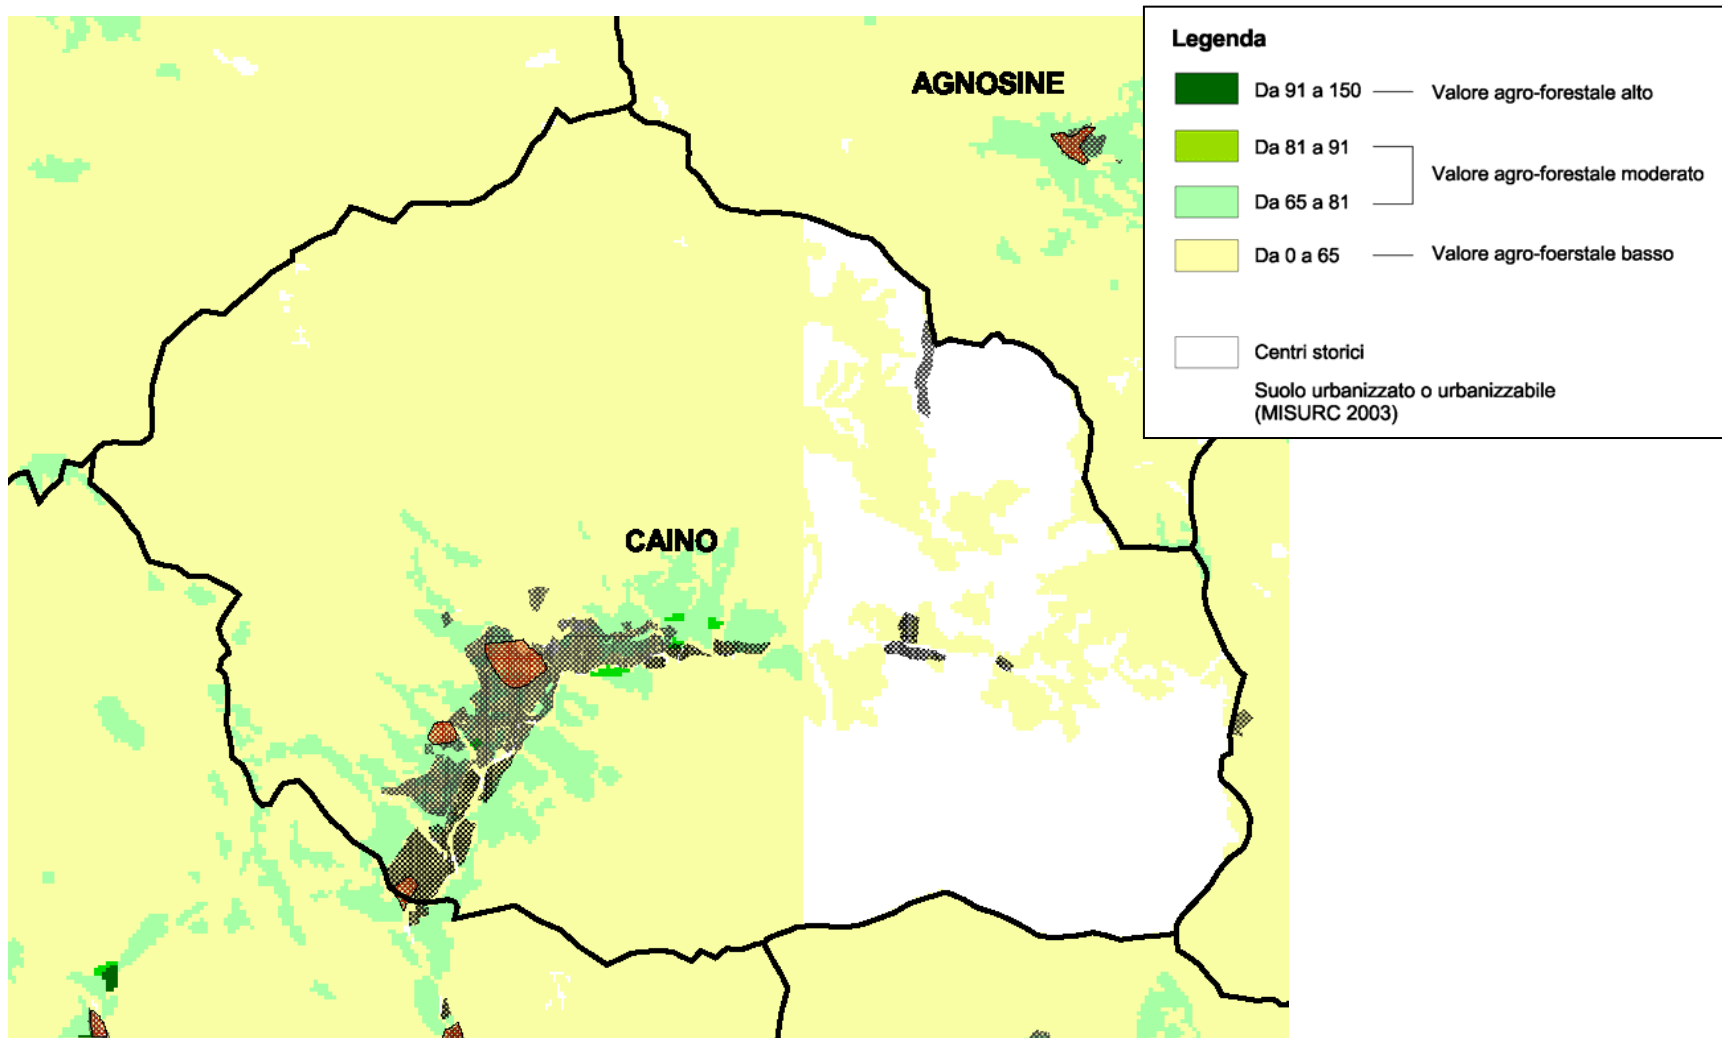 AGNOSINE
CAINO
Legenda
Da 91 a 150
Valore agro-forestale alto
Da 81 a 91
Valore agro-forestale moderato
Da 65 a 81
Da 0 a 65
Valore agro-foerstale basso
Centri storici
Suolo urbanizzato o urbanizzabile
(MISURC 2003)